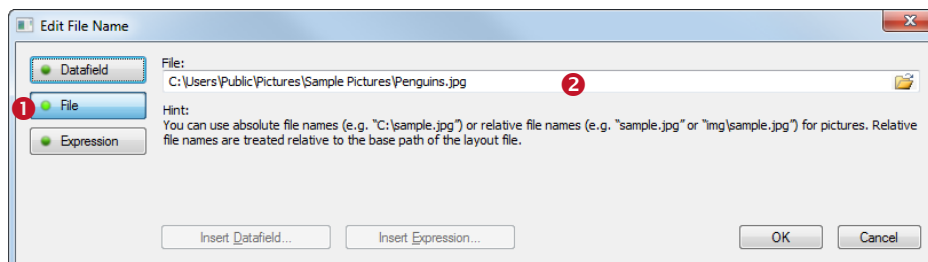 Edit File Name
x
Datafield
File:
C:\Users\Public\Pictures\Sample Pictures\Penguins.jpg
2
1
File
Hint:
You can use absolute file names (e.g. "C:\sample.jpg") or relative file names (e.g. "sample.jpg" or "img\sample.jpg") for pictures. Relative
file names are treated relative to the base path of the layout file.
Expression
Insert Datafield...
Insert Expression...
OK
Cancel